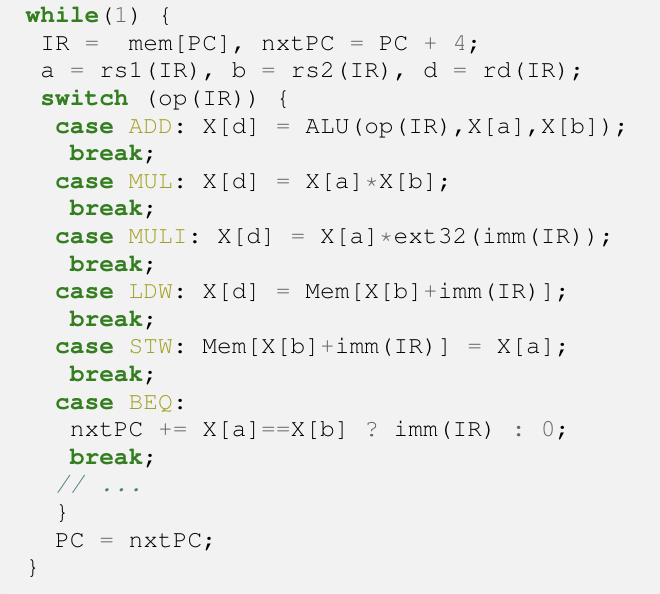 while(1) {
IR = mem[PC], nxtPC = PC + 4;
a = rs1(IR), b = rs2(IR), d = rd(IR);
switch (op(IR)) {
case ADD: X[d] = ALU(op(IR),X[a],X[b]);
break;
case MUL: X[d] = X[a]*X[b];
break;
case MULI: X[d] = X[a]*ext32(imm(IR));
break;
case LDW: X[d] = Mem[X[b]+imm(IR)];
break;
case STW: Mem[X[b]+imm(IR)] = X[a];
break;
case BEQ:
nxtPC += X[a]==X[b] ? imm(IR) : 0;
break;
// ...
}
PC = nxtPC;
}